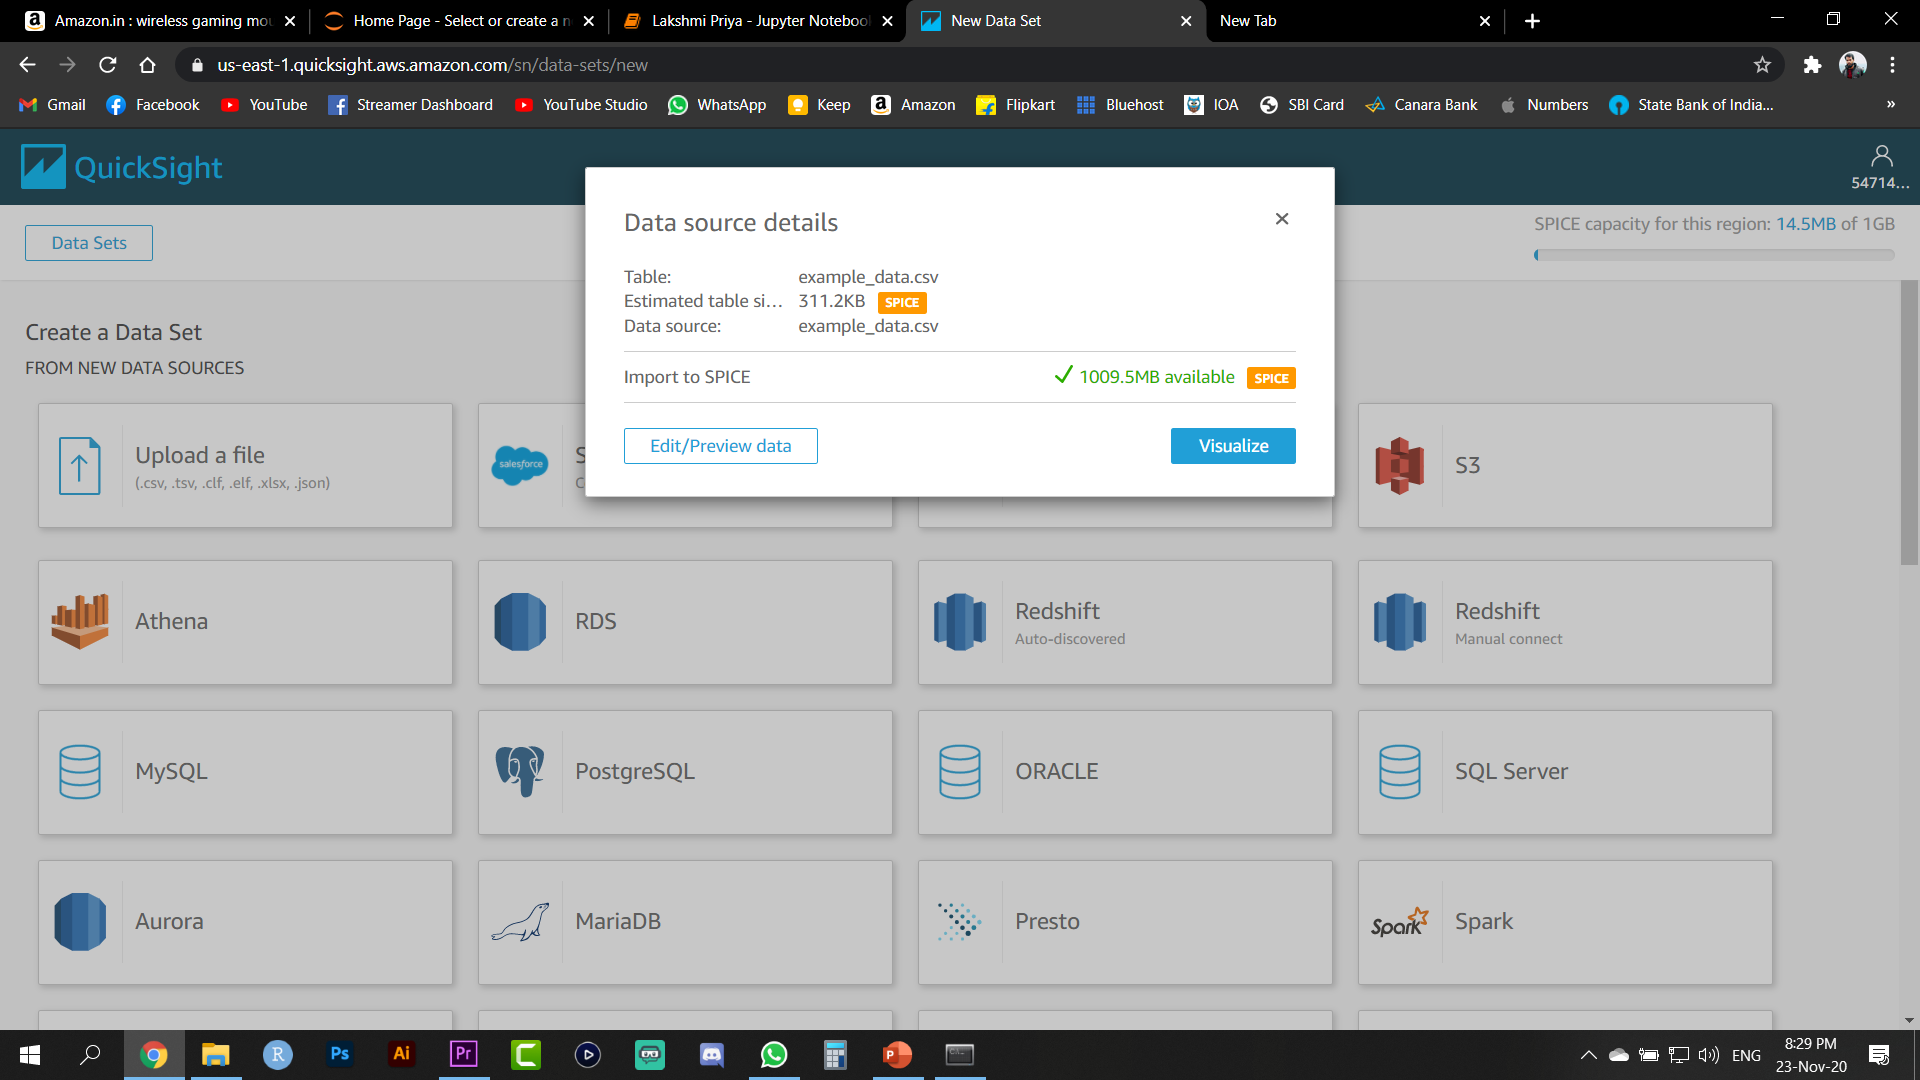 Amazon.in : wireless gaming mou
Home Page - Select or create a n
Lakshmi Priya - Jupyter Notebook
New Data Set
New Tab
us-east-1.quicksight.aws.amazon.com/sn/data-sets/new
Gmail Facebook YouTube Streamer Dashboard YouTube Studio WhatsApp Keep Amazon Flipkart Bluehost IOA SBI Card Canara Bank Numbers State Bank of India... »
QuickSight
54714...
Data Sets
SPICE capacity for this region: 14.5MB of 1GB
Data source details
Table: example_data.csv
Estimated table si... 311.2KB SPICE
Data source: example_data.csv
Import to SPICE 1009.5MB available SPICE
Edit/Preview data Visualize
Create a Data Set
FROM NEW DATA SOURCES
Upload a file
(.csv, .tsv, .clf, .elf, .xlsx, .json)
salesforce
S
C
S3
Athena
RDS
Redshift
Auto-discovered
Redshift
Manual connect
MySQL
PostgreSQL
ORACLE
SQL Server
Aurora
MariaDB
Presto
Spark Spark
R Ps Ai Pr C P
ENG
8:29 PM
23-Nov-20